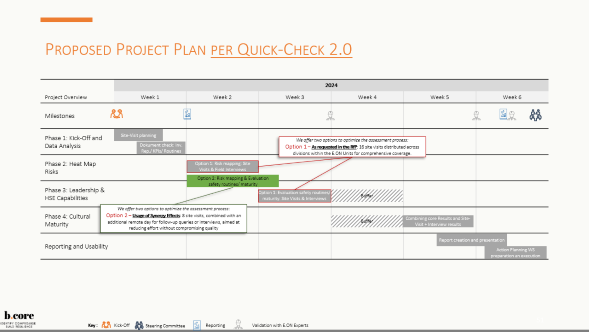 PROPOSED PROJECT PLAN PER QUICK-CHECK 2.0
2024
Project Overview
Week 1
Week 2
Week 3
Week 4
Week 5
Week 6
Milestones
Phase 1: Kick-Off and
Data Analysis
Site-Visit planning
Document check incl.
We offer two options to optimize the assessment process:
Option 1 – As requested in the RFP: 16 site visits distributed across
divisions within the E.ON Units for comprehensive coverage
Phase 2: Heat Map
Risks
Option 1: Risk mapping: Site
Visits & Field Interviews
Option 2: Risk mapping & Evaluation
safety routines' maturity
Phase 3: Leadership &
HSE Capabilities
Option 1: Evaluation safety routines'
maturity: Site Visits & Interviews
Buffer
We offer two options to optimize the assessment process:
Option 2 – Usage of Synergy Effects: 8 site visits, combined with an
additional remote day for follow-up queries or interviews, aimed at
reducing effort without compromising quality
Phase 4: Cultural
Maturity
Buffer
Combining core Results and Site
Visit – Interview results
Reporting and Usability
Report creation and presentation
Action Planning WS
b.core
Key :
Kick-Off
Steering Committee
Reporting
Validation with E.ON Experts